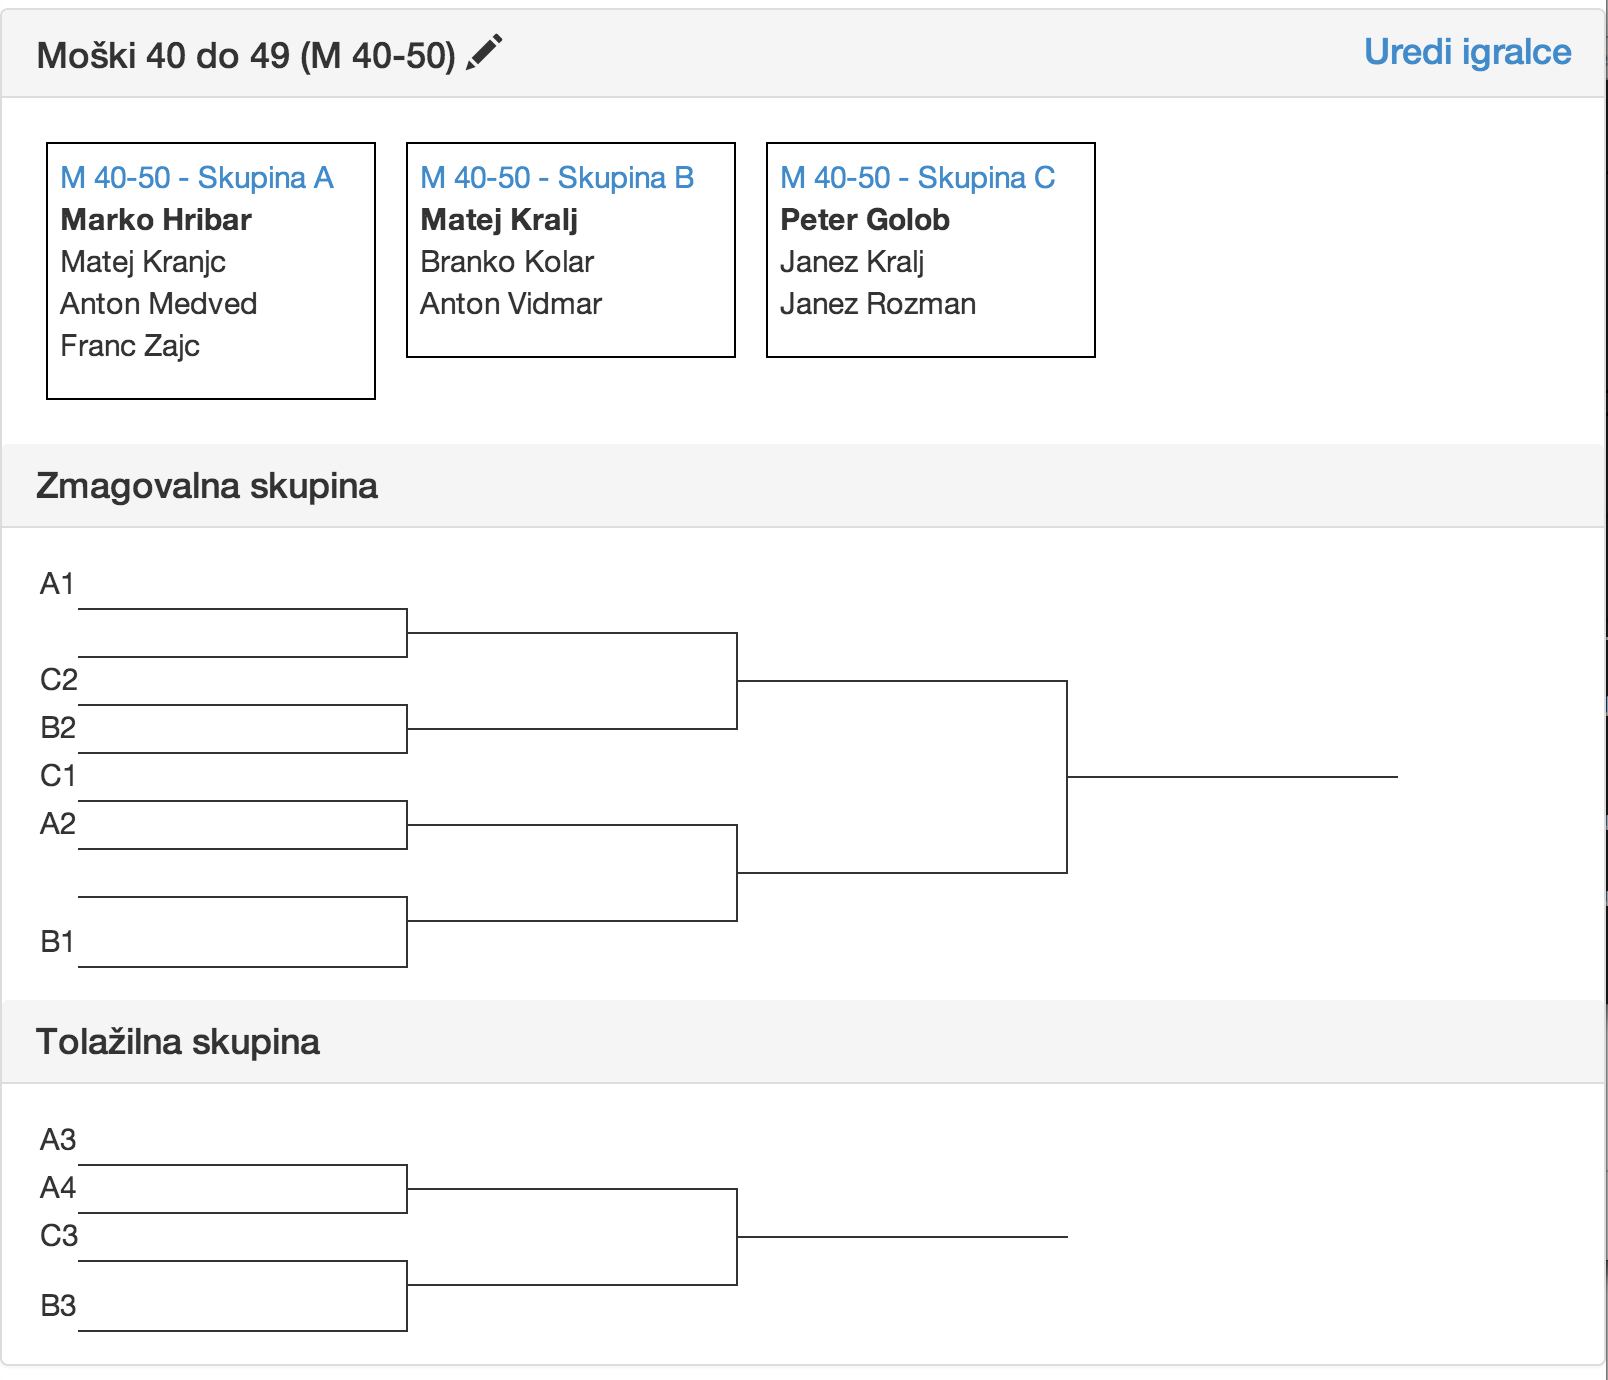 Moški 40 do 49 (M 40-50)
Uredi igralce
M 40-50 - Skupina A
Marko Hribar
Matej Kranjc
Anton Medved
Franc Zajc
M 40-50 - Skupina B
Matej Kralj
Branko Kolar
Anton Vidmar
M 40-50 - Skupina C
Peter Golob
Janez Kralj
Janez Rozman
Zmagovalna skupina
A1
C2
B2
C1
A2
B1
Tolažilna skupina
A3
A4
C3
B3